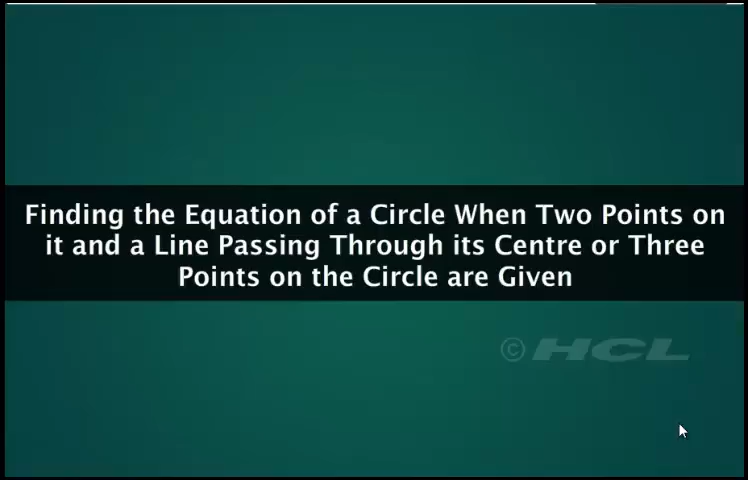 Finding the Equation of a Circle When Two Points on
it and a Line Passing Through its Centre or Three
Points on the Circle are Given
© HCL